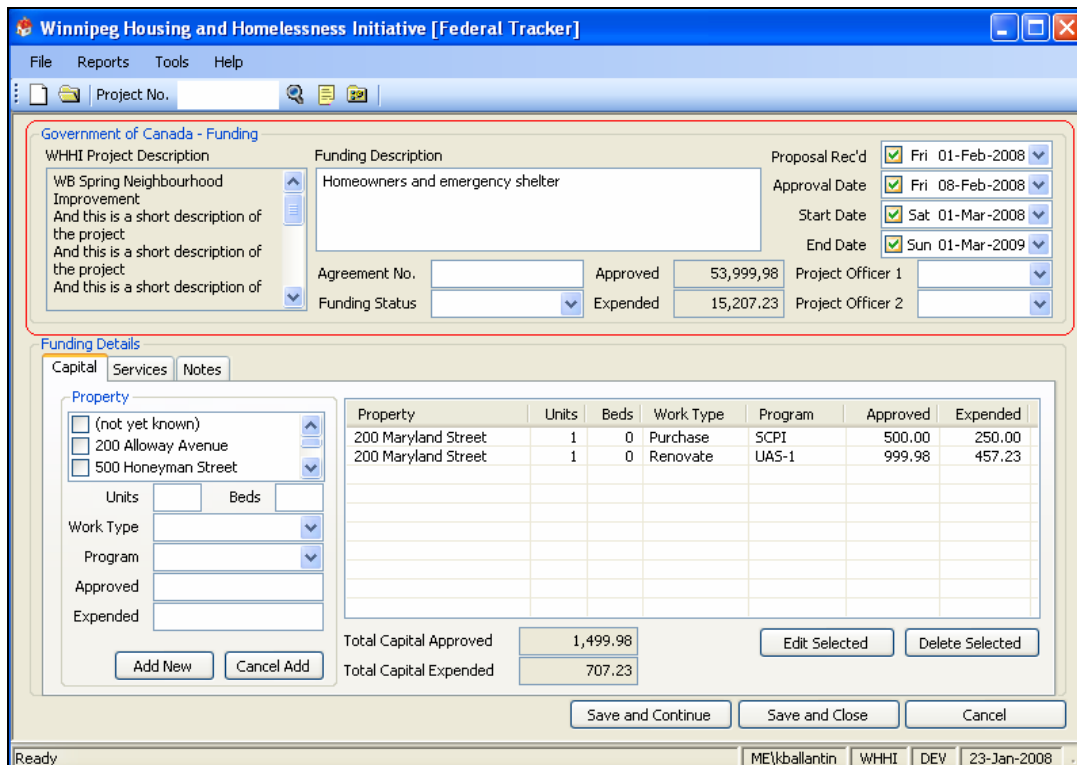 Winnipeg Housing and Homelessness Initiative [Federal Tracker]
File Reports Tools Help
Project No.
Government of Canada - Funding
WHHI Project Description
WB Spring Neighbourhood
Improvement
And this is a short description of
the project
And this is a short description of
the project
And this is a short description of
Funding Description
Homeowners and emergency shelter
Proposal Rec'd Fri 01-Feb-2008
Approval Date Fri 08-Feb-2008
Start Date Sat 01-Mar-2008
End Date Sun 01-Mar-2009
Agreement No. Approved 53,999,98 Project Officer 1
Funding Status Expended 15,207.23 Project Officer 2
Funding Details
Capital Services Notes
Property
(not yet known)
200 Alloway Avenue
500 Honeyman Street
Units Beds
Work Type
Program
Approved
Expended
Add New Cancel Add
Property Units Beds Work Type Program Approved Expended
200 Maryland Street 1 0 Purchase SCPI 500.00 250.00
200 Maryland Street 1 0 Renovate UAS-1 999.98 457.23
Total Capital Approved 1,499.98
Total Capital Expended 707.23
Edit Selected Delete Selected
Save and Continue Save and Close Cancel
Ready ME\kballantin WHHI DEV 23-Jan-2008